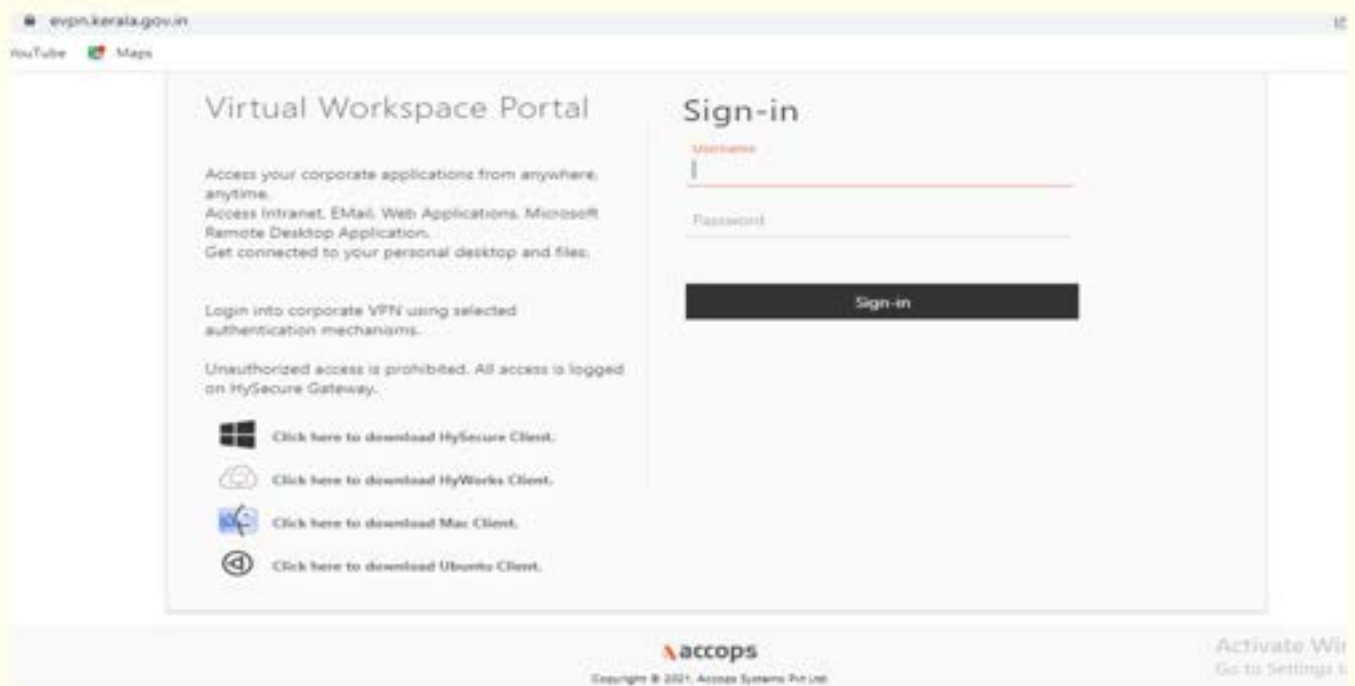 evpn.kerala.gov.in
YouTube Maps
Virtual Workspace Portal
Access your corporate applications from anywhere,
anytime.
Access Intranet, EMail, Web Applications, Microsoft
Remote Desktop Application.
Get connected to your personal desktop and files.
Login into corporate VPN using selected
authentication mechanisms.
Unauthorized access is prohibited. All access is logged
on HySecure Gateway.
Click here to download HySecure Client.
Click here to download HyWorks Client.
Click here to download Mac Client.
Click here to download Ubuntu Client.
Sign-in
Username
Password
Sign-in
accops
Copyright © 2021, Accops Systems Pvt Ltd.
Activate Wi
Go to Settings